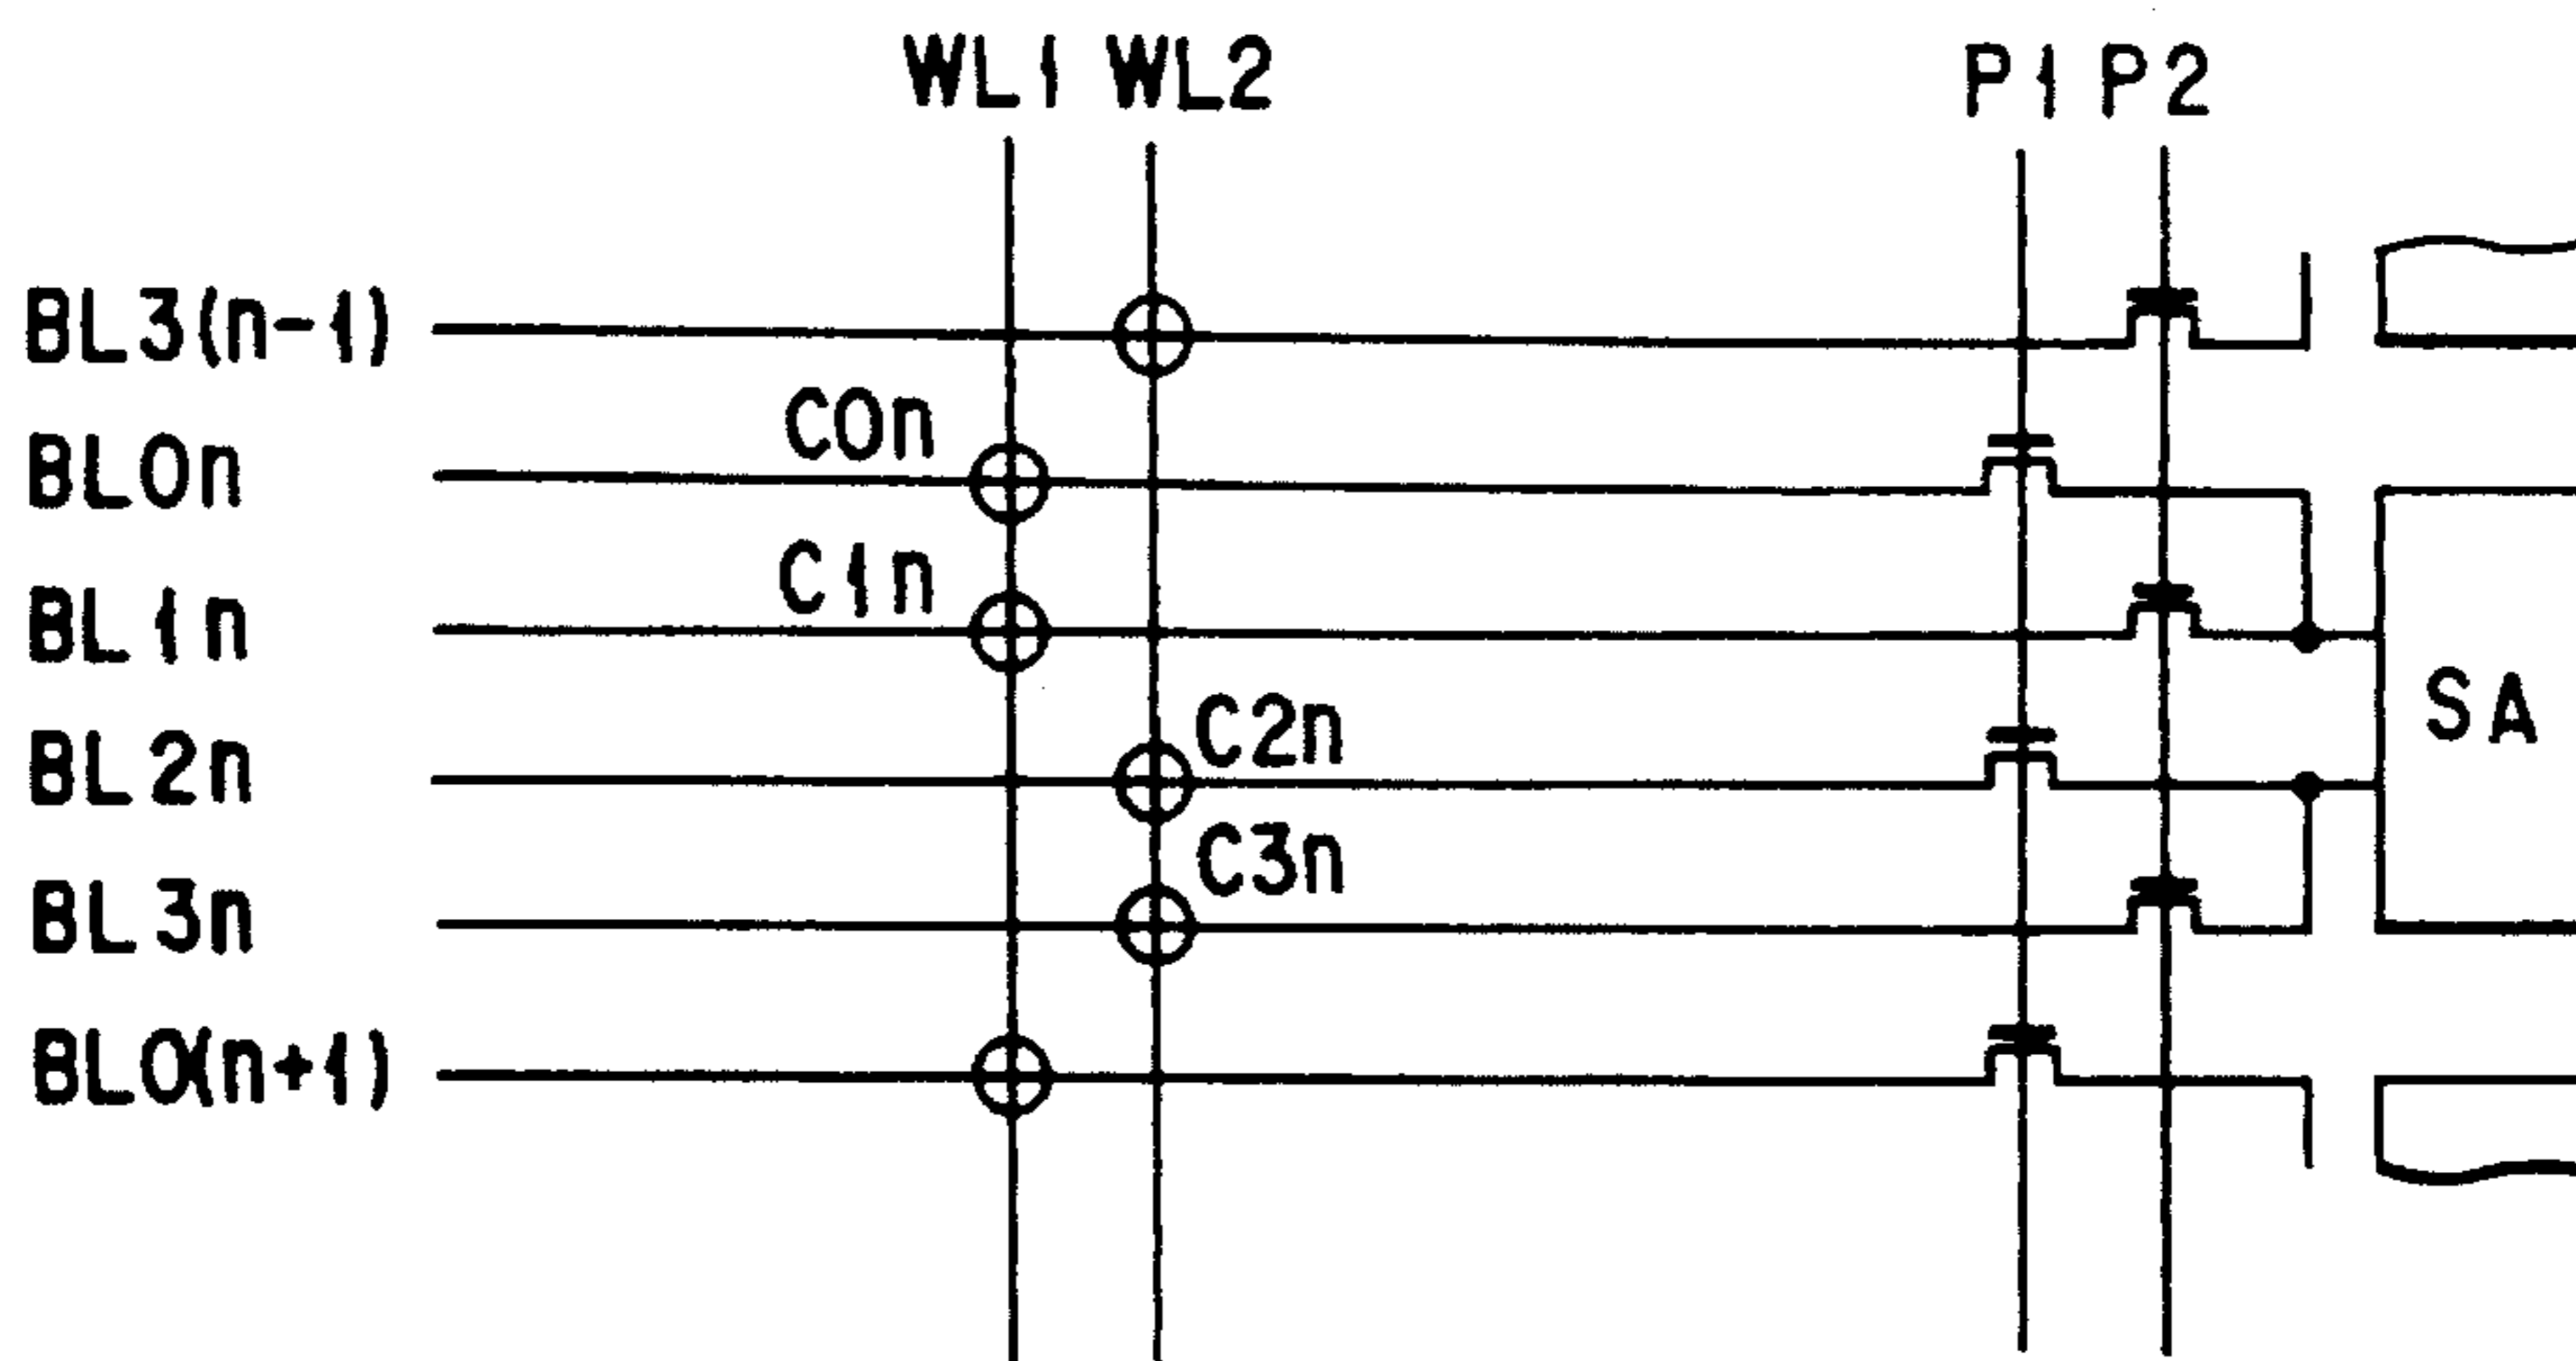 WL1 WL2 P1 P2
BL3(n-1)
C0n
BL0n
C1n
BL1n
SA
C2n
BL2n
C3n
BL3n
BL0(n+1)